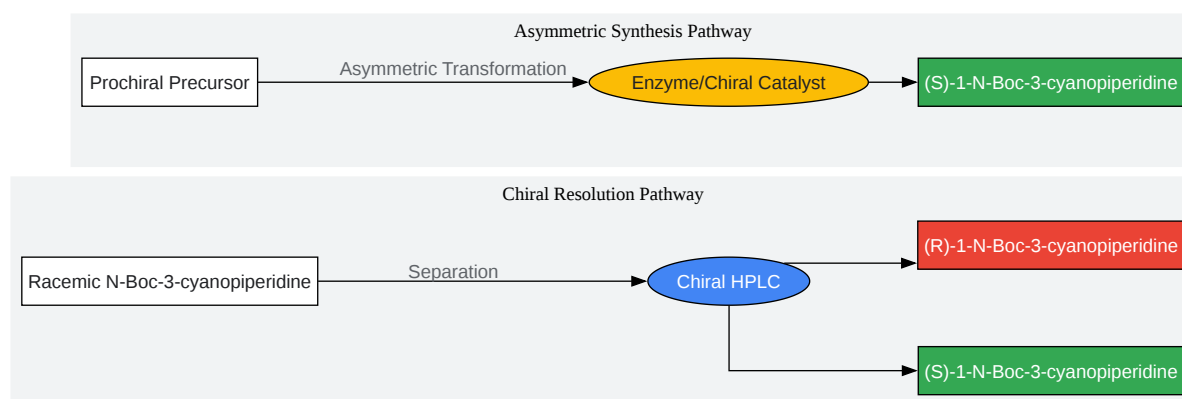 Asymmetric Synthesis Pathway
Prochiral Precursor
Asymmetric Transformation
Enzyme/Chiral Catalyst
(S)-1-N-Boc-3-cyanopiperidine
Chiral Resolution Pathway
Racemic N-Boc-3-cyanopiperidine
Separation
Chiral HPLC
(R)-1-N-Boc-3-cyanopiperidine
(S)-1-N-Boc-3-cyanopiperidine